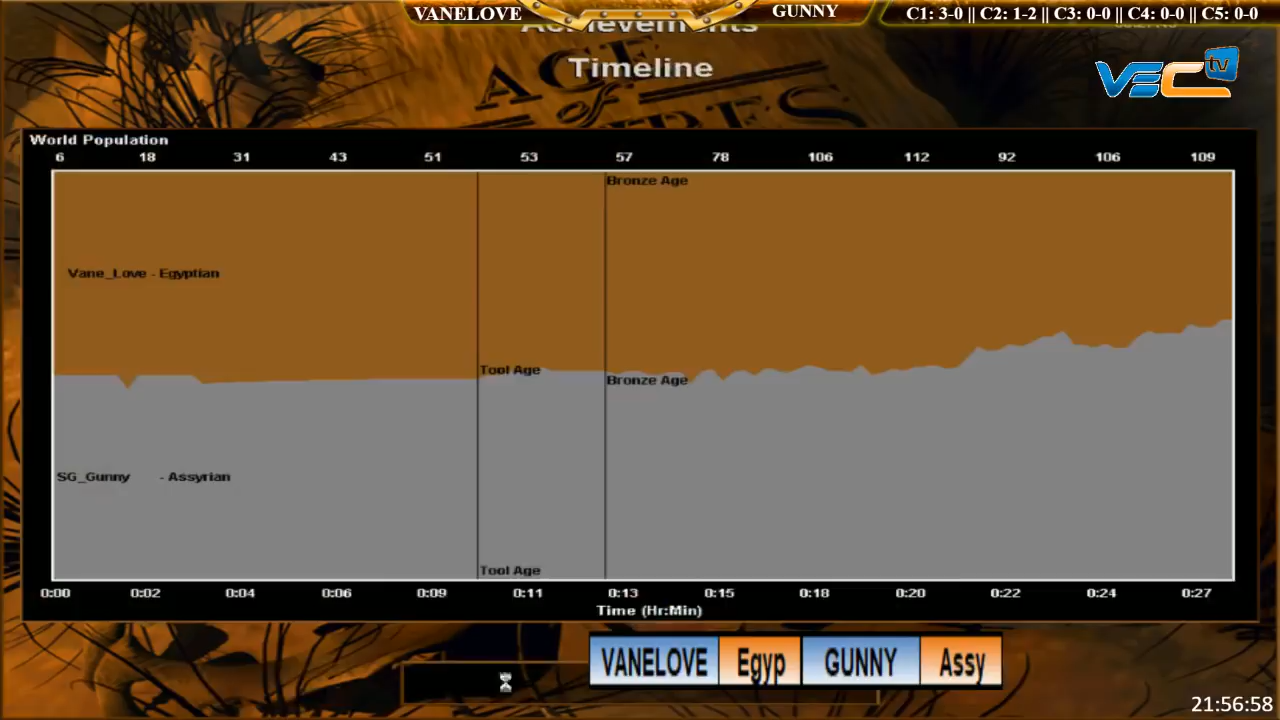 VANELOVE GUNNY C1: 3-0 || C2: 1-2 || C3: 0-0 || C4: 0-0 || C5: 0-0
Achievements
Timeline
VECtv
AGE
of
World Population
6 18 31 43 51 53 57 78 106 112 92 106 109
Bronze Age
Vane_Love - Egyptian
Tool Age
Bronze Age
SG_Gunny - Assyrian
Tool Age
0:00 0:02 0:04 0:06 0:09 0:11 0:13 0:15 0:18 0:20 0:22 0:24 0:27
Time (Hr:Min)
VANELOVE Egyp GUNNY Assy
21:56:58